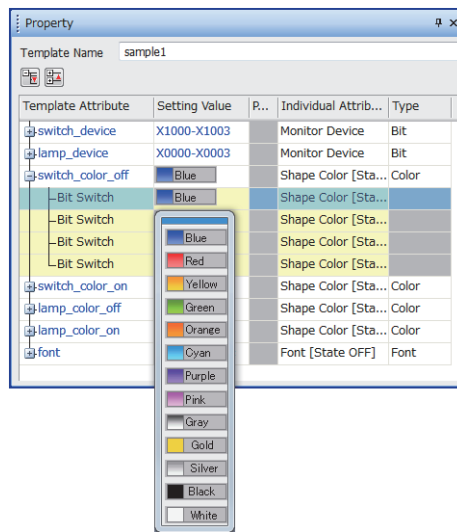 Property
Template Name sample1
Template Attribute Setting Value P... Individual Attrib... Type
switch_device X1000-X1003 Monitor Device Bit
lamp_device X0000-X0003 Monitor Device Bit
switch_color_off Blue Shape Color [Sta... Color
Bit Switch Blue Shape Color [Sta...
Bit Switch Shape Color [Sta...
Bit Switch Shape Color [Sta...
Bit Switch Shape Color [Sta...
switch_color_on Shape Color [Sta... Color
lamp_color_off Shape Color [Sta... Color
lamp_color_on Shape Color [Sta... Color
font Font [State OFF] Font
Blue
Red
Yellow
Green
Orange
Cyan
Purple
Pink
Gray
Gold
Silver
Black
White